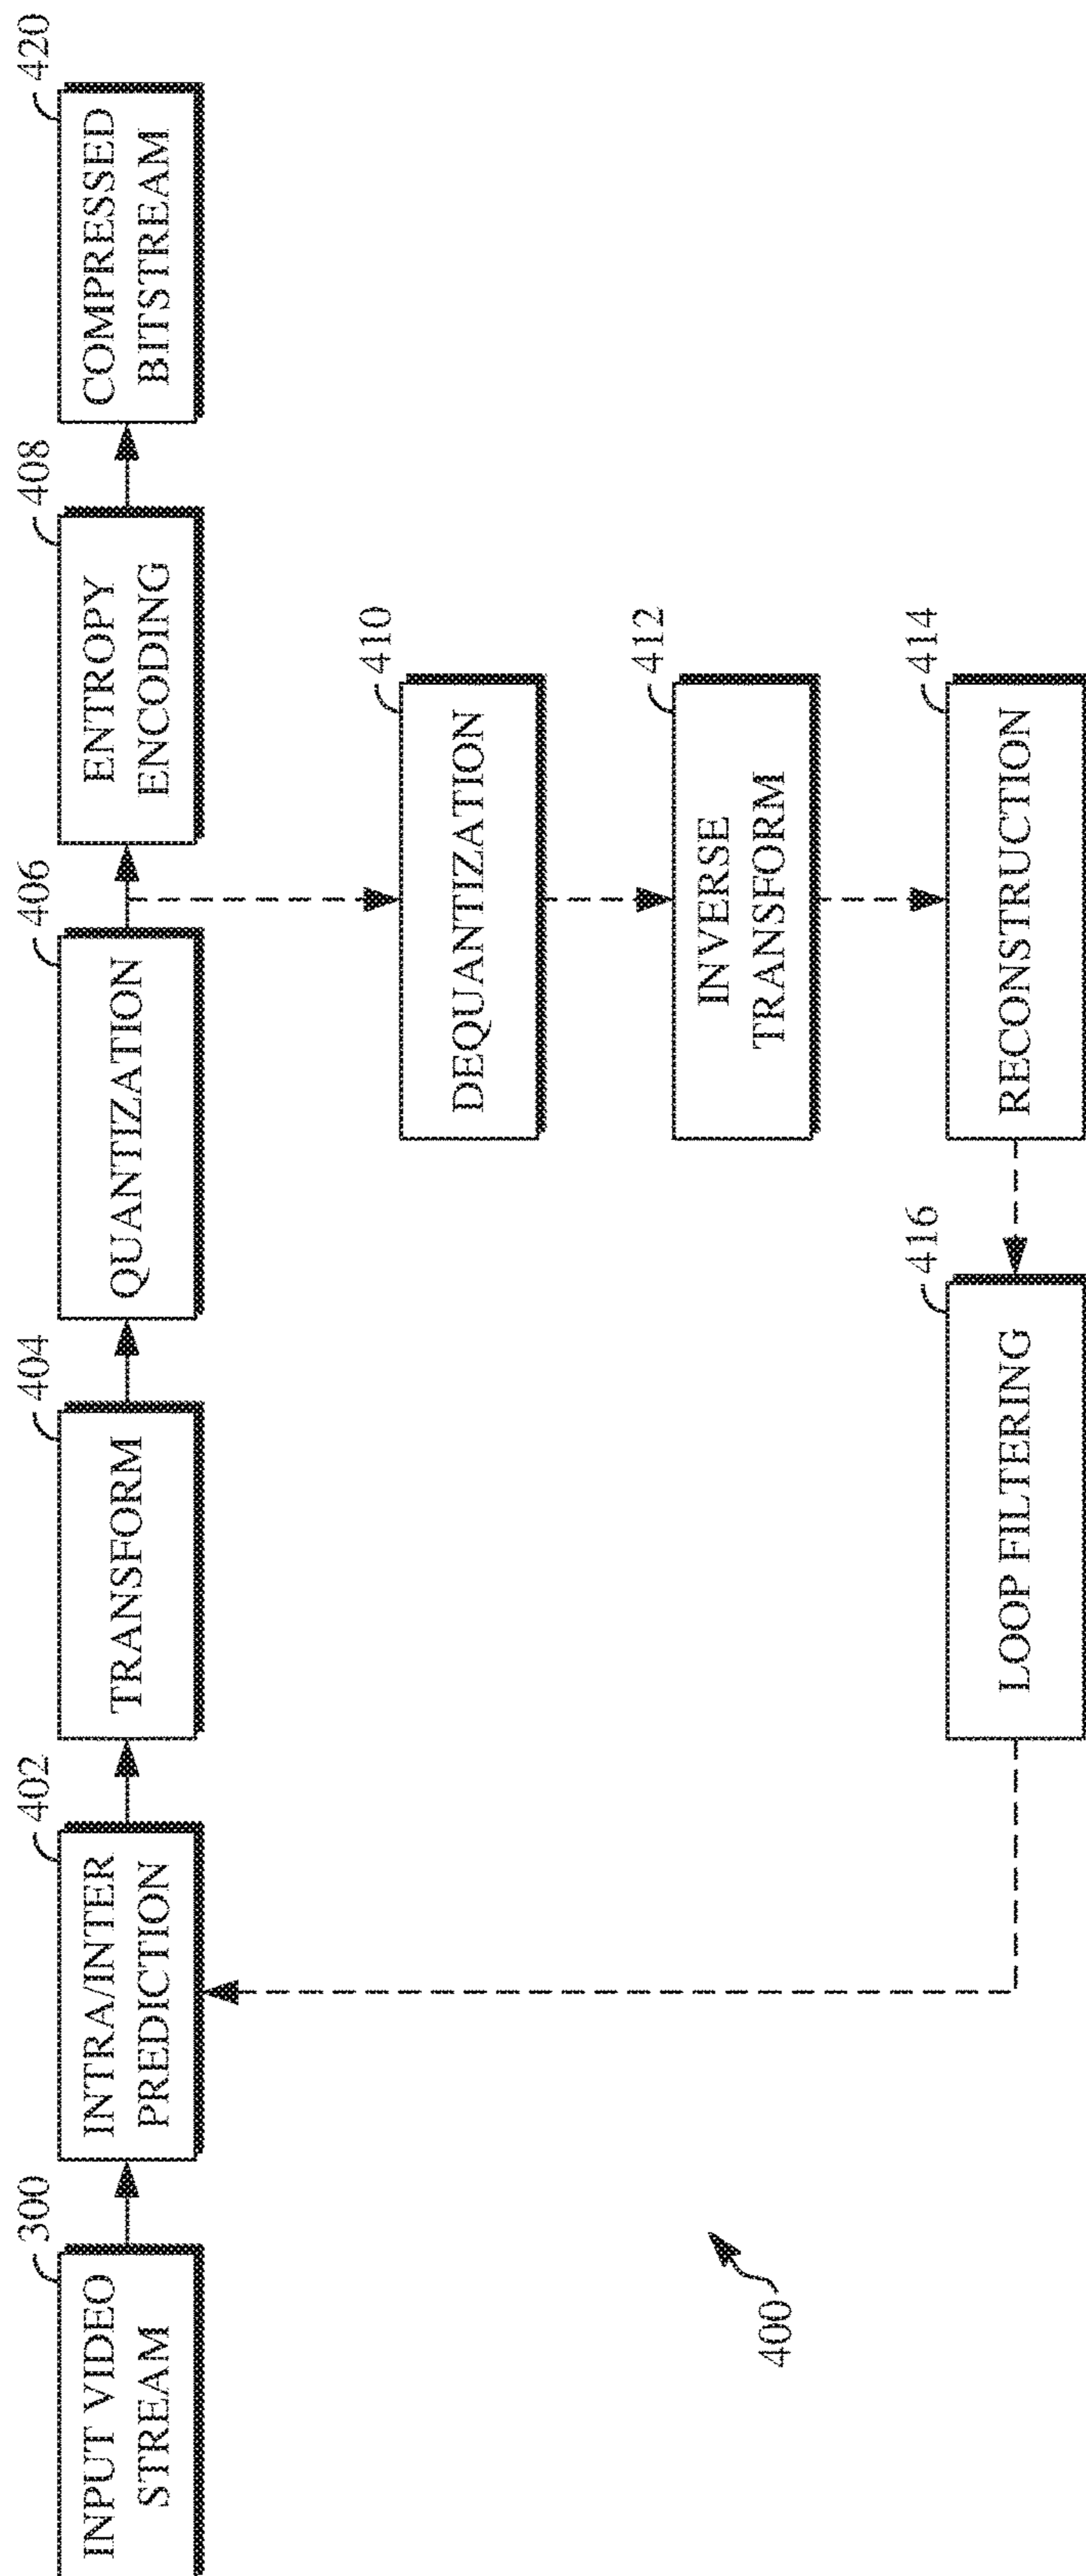 300
INPUT VIDEO
STREAM
402
INTRA/INTER
PREDICTION
404
TRANSFORM
406
QUANTIZATION
408
ENTROPY
ENCODING
420
COMPRESSED
BITSTREAM
410
DEQUANTIZATION
412
INVERSE
TRANSFORM
414
RECONSTRUCTION
416
LOOP FILTERING
400